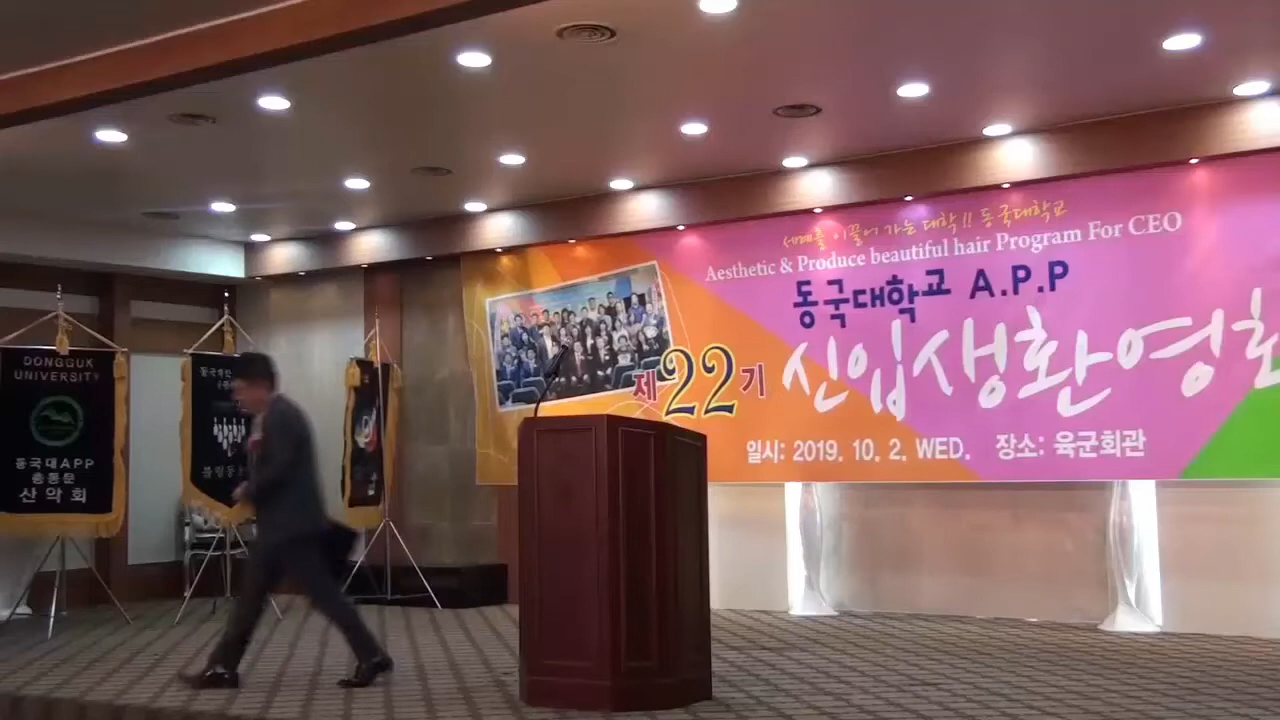 세계를 이끌어 가는 대학!! 동국대학교
Aesthetic & Produce beautiful hair Program For CEO
동국대학교 A.P.P
제22기 신입생환영회
일시: 2019. 10. 2. WED. 장소: 육군회관
DONGGUK
UNIVERSITY
동국대APP
총동문
산악회